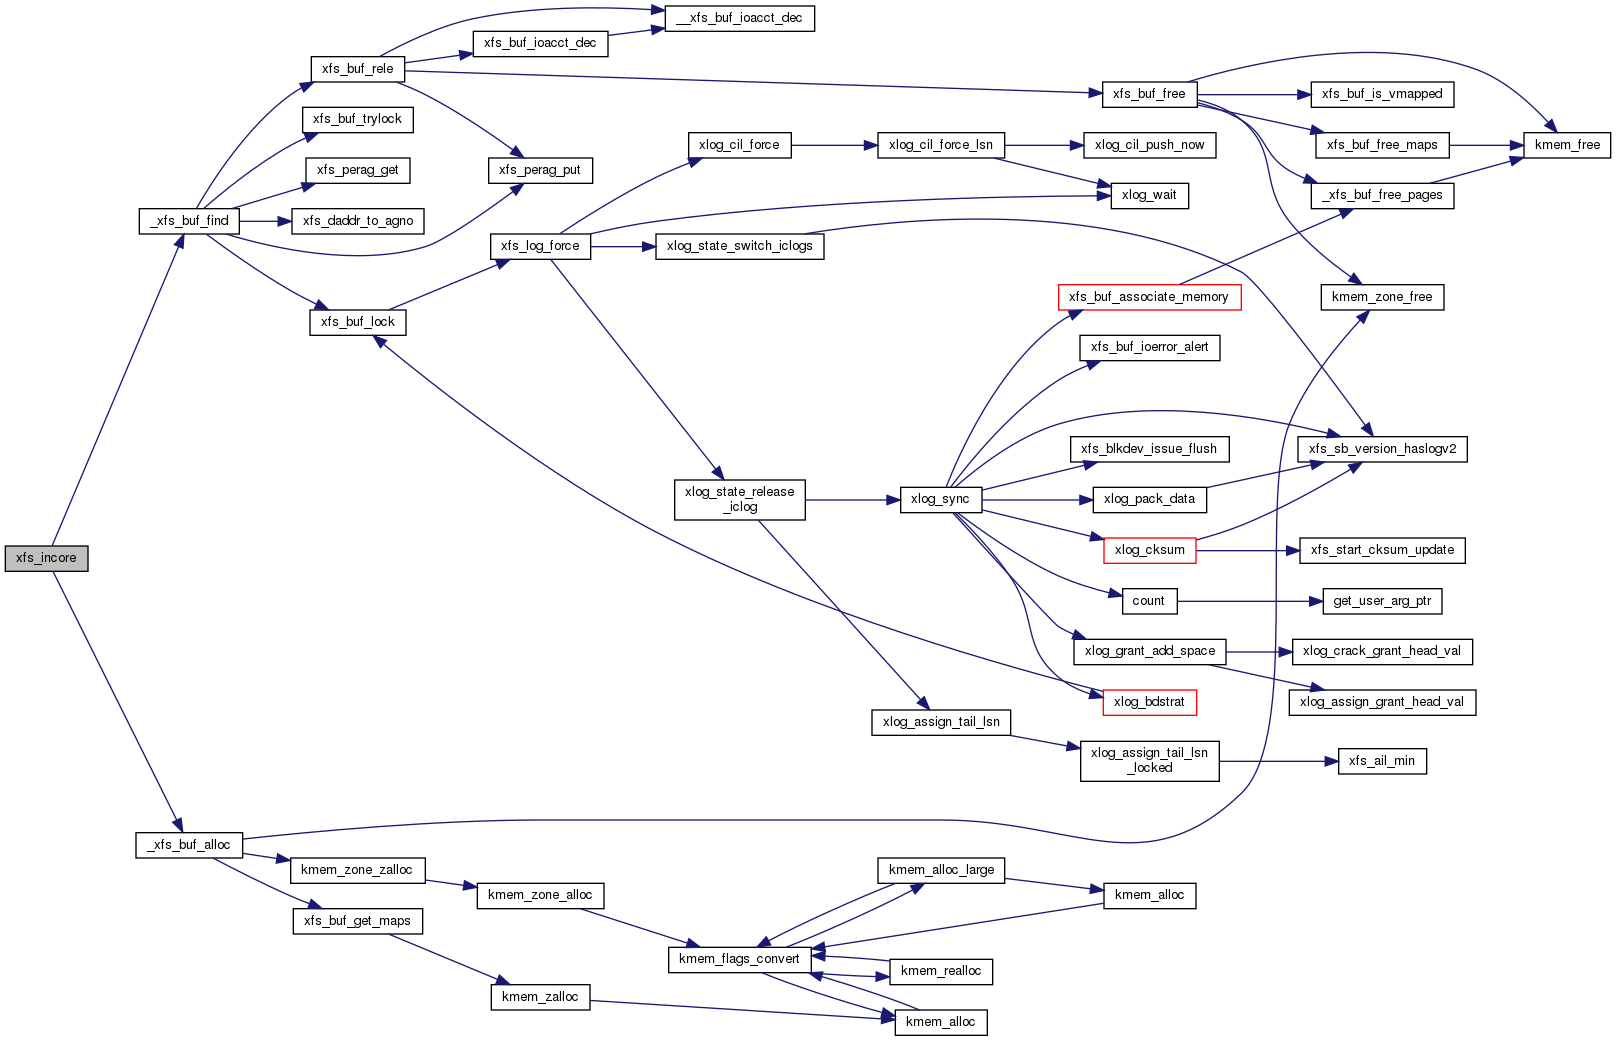 __xfs_buf_ioacct_dec
xfs_buf_ioacct_dec
xfs_buf_rele
xfs_buf_free
xfs_buf_is_vmapped
xfs_buf_trylock
xlog_cil_force
xlog_cil_force_lsn
xlog_cil_push_now
xfs_buf_free_maps
kmem_free
xfs_perag_get
xfs_perag_put
xlog_wait
_xfs_buf_free_pages
_xfs_buf_find
xfs_daddr_to_agno
xfs_log_force
xlog_state_switch_iclogs
xfs_buf_associate_memory
kmem_zone_free
xfs_buf_lock
xfs_buf_ioerror_alert
xfs_blkdev_issue_flush
xfs_sb_version_haslogv2
xlog_state_release
_iclog
xlog_sync
xlog_pack_data
xfs_incore
xlog_cksum
xfs_start_cksum_update
count
get_user_arg_ptr
xlog_grant_add_space
xlog_crack_grant_head_val
xlog_bdstrat
xlog_assign_grant_head_val
xlog_assign_tail_lsn
xlog_assign_tail_lsn
_locked
xfs_ail_min
_xfs_buf_alloc
kmem_zone_zalloc
kmem_alloc_large
kmem_zone_alloc
kmem_alloc
xfs_buf_get_maps
kmem_flags_convert
kmem_realloc
kmem_zalloc
kmem_alloc